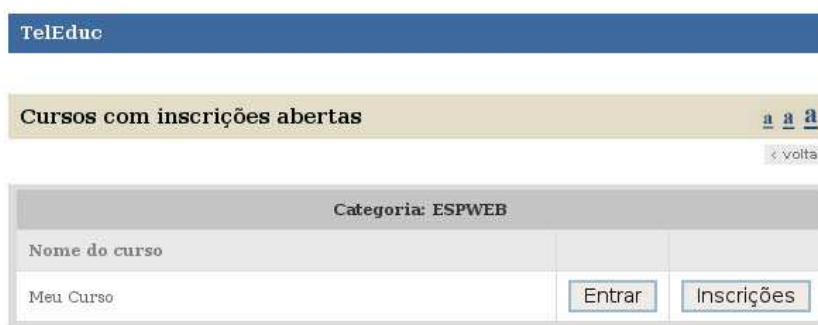 TelEduc
Cursos com inscrições abertas a a a
‹ volta
Categoria: ESPWEB
Nome do curso
Meu Curso Entrar Inscrições